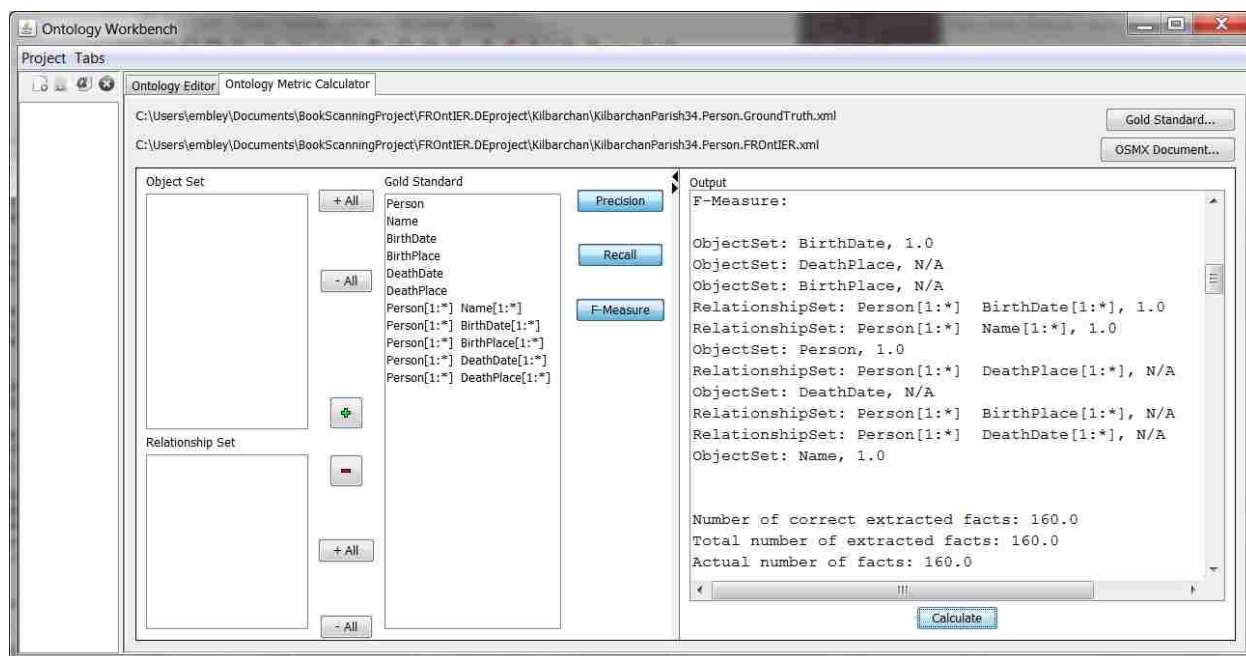 Ontology Workbench
Project Tabs
Ontology Editor Ontology Metric Calculator
C:\Users\embley\Documents\BookScanningProject\FROntIER.DEproject\Kilbarchan\KilbarchanParish34.Person.GroundTruth.xml
Gold Standard...
C:\Users\embley\Documents\BookScanningProject\FROntIER.DEproject\Kilbarchan\KilbarchanParish34.Person.FROntIER.xml
OSMX Document...
Object Set
+ All
- All
Relationship Set
+ All
- All
Gold Standard
Person
Name
BirthDate
BirthPlace
DeathDate
DeathPlace
Person[1:*] Name[1:*]
Person[1:*] BirthDate[1:*]
Person[1:*] BirthPlace[1:*]
Person[1:*] DeathDate[1:*]
Person[1:*] DeathPlace[1:*]
Precision
Recall
F-Measure
Output
F-Measure:
ObjectSet: BirthDate, 1.0
ObjectSet: DeathPlace, N/A
ObjectSet: BirthPlace, N/A
RelationshipSet: Person[1:*] BirthDate[1:*], 1.0
RelationshipSet: Person[1:*] Name[1:*], 1.0
ObjectSet: Person, 1.0
RelationshipSet: Person[1:*] DeathPlace[1:*], N/A
ObjectSet: DeathDate, N/A
RelationshipSet: Person[1:*] BirthPlace[1:*], N/A
RelationshipSet: Person[1:*] DeathDate[1:*], N/A
ObjectSet: Name, 1.0
Number of correct extracted facts: 160.0
Total number of extracted facts: 160.0
Actual number of facts: 160.0
Calculate